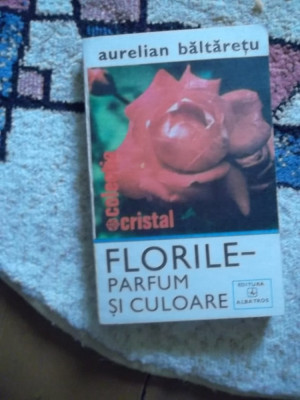 aurelian băltărețu
colecția
cristal
FLORILE-
PARFUM
ȘI CULOARE
EDITURA
ALBATROS